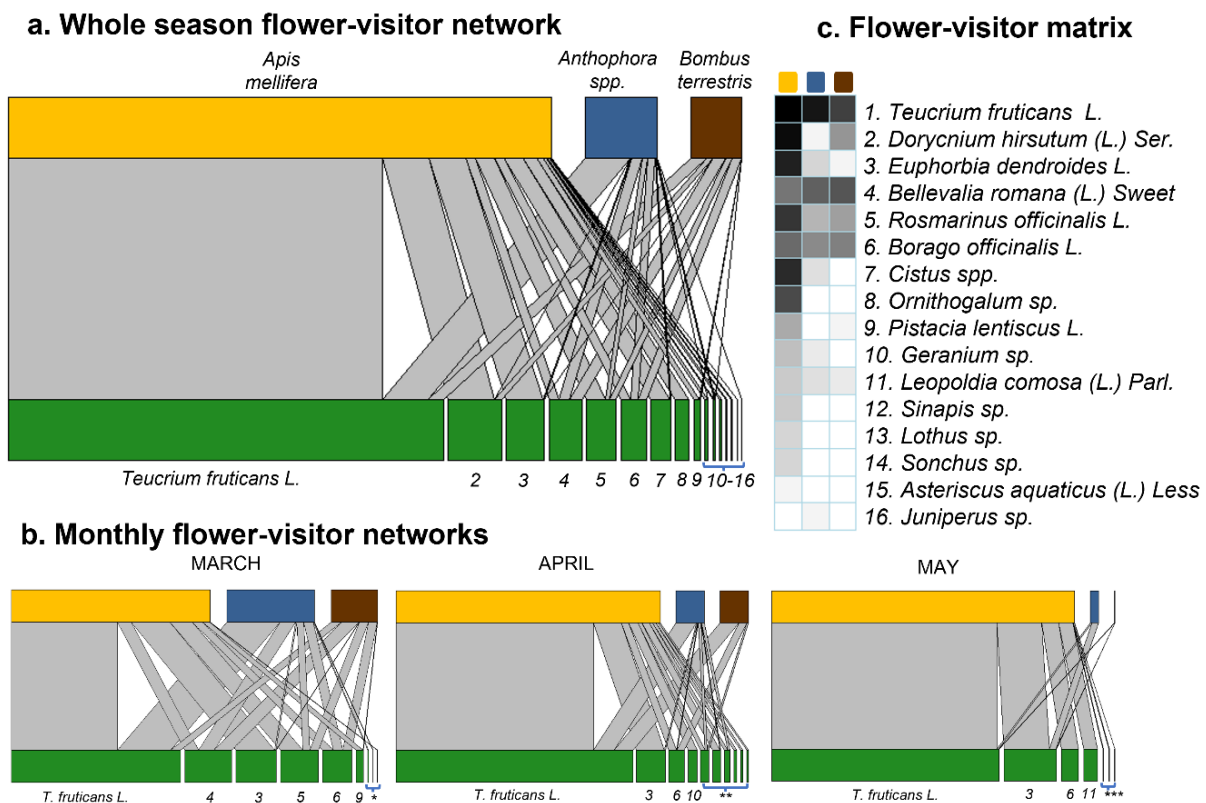 a. Whole season flower-visitor network
Apis
mellifera
Anthophora
spp.
Bombus
terrestris
Teucrium fruticans L.
2
3
4
5
6
7
8
9
10-16
c. Flower-visitor matrix
1. Teucrium fruticans L.
2. Dorycnium hirsutum (L.) Ser.
3. Euphorbia dendroides L.
4. Bellevalia romana (L.) Sweet
5. Rosmarinus officinalis L.
6. Borago officinalis L.
7. Cistus spp.
8. Ornithogalum sp.
9. Pistacia lentiscus L.
10. Geranium sp.
11. Leopoldia comosa (L.) Parl.
12. Sinapis sp.
13. Lothus sp.
14. Sonchus sp.
15. Asteriscus aquaticus (L.) Less
16. Juniperus sp.
b. Monthly flower-visitor networks
MARCH
T. fruticans L.
4
3
5
6
9
*
APRIL
T. fruticans L.
3
6
10
**
MAY
T. fruticans L.
3
6
11
***